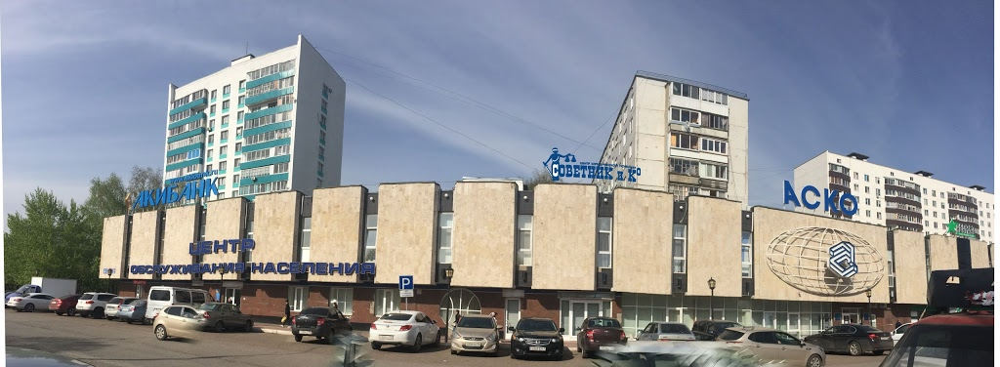 АКИБАНК
СОВЕТНИК И К°
АСКО
ЦЕНТР
ОБСЛУЖИВАНИЯ НАСЕЛЕНИЯ
P